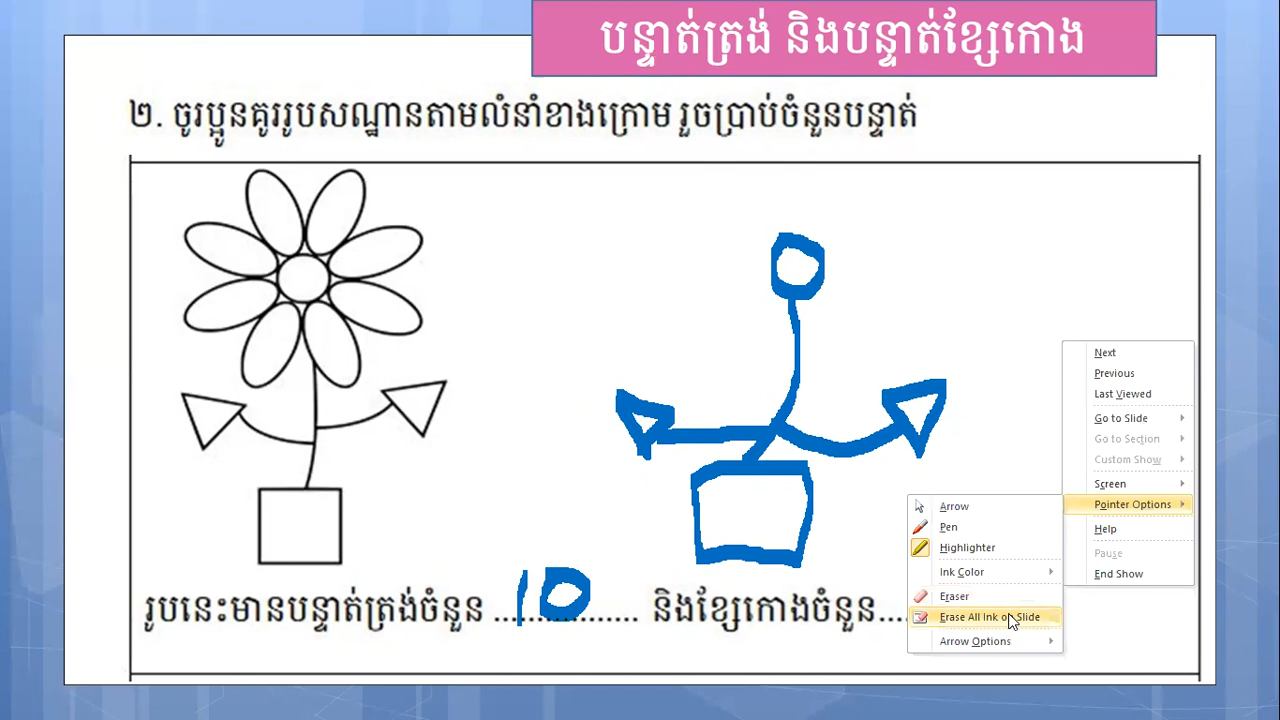 បន្ទាត់ត្រង់ និងបន្ទាត់ខ្សែកោង
២. ចូរប្អូនគូររូបសណ្ឋានតាមលំនាំខាងក្រោម រួចប្រាប់ចំនួនបន្ទាត់
រូបនេះមានបន្ទាត់ត្រង់ចំនួន ....10.... និងខ្សែកោងចំនួន....
Next
Previous
Last Viewed
Go to Slide
Go to Section
Custom Show
Screen
Pointer Options
Help
Pause
End Show
Arrow
Pen
Highlighter
Ink Color
Eraser
Erase All Ink on Slide
Arrow Options